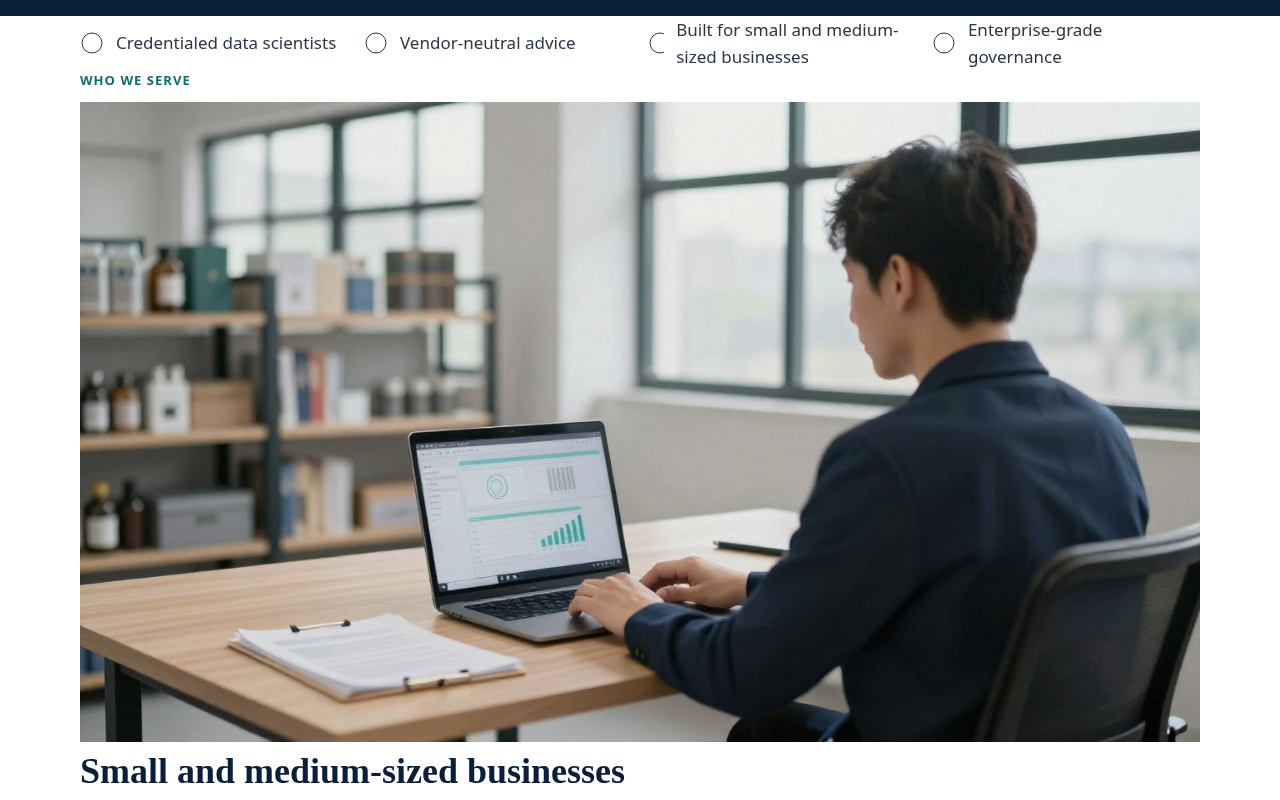 Credentialed data scientists
Vendor-neutral advice
Built for small and medium-
sized businesses
Enterprise-grade
governance
WHO WE SERVE
Small and medium-sized businesses